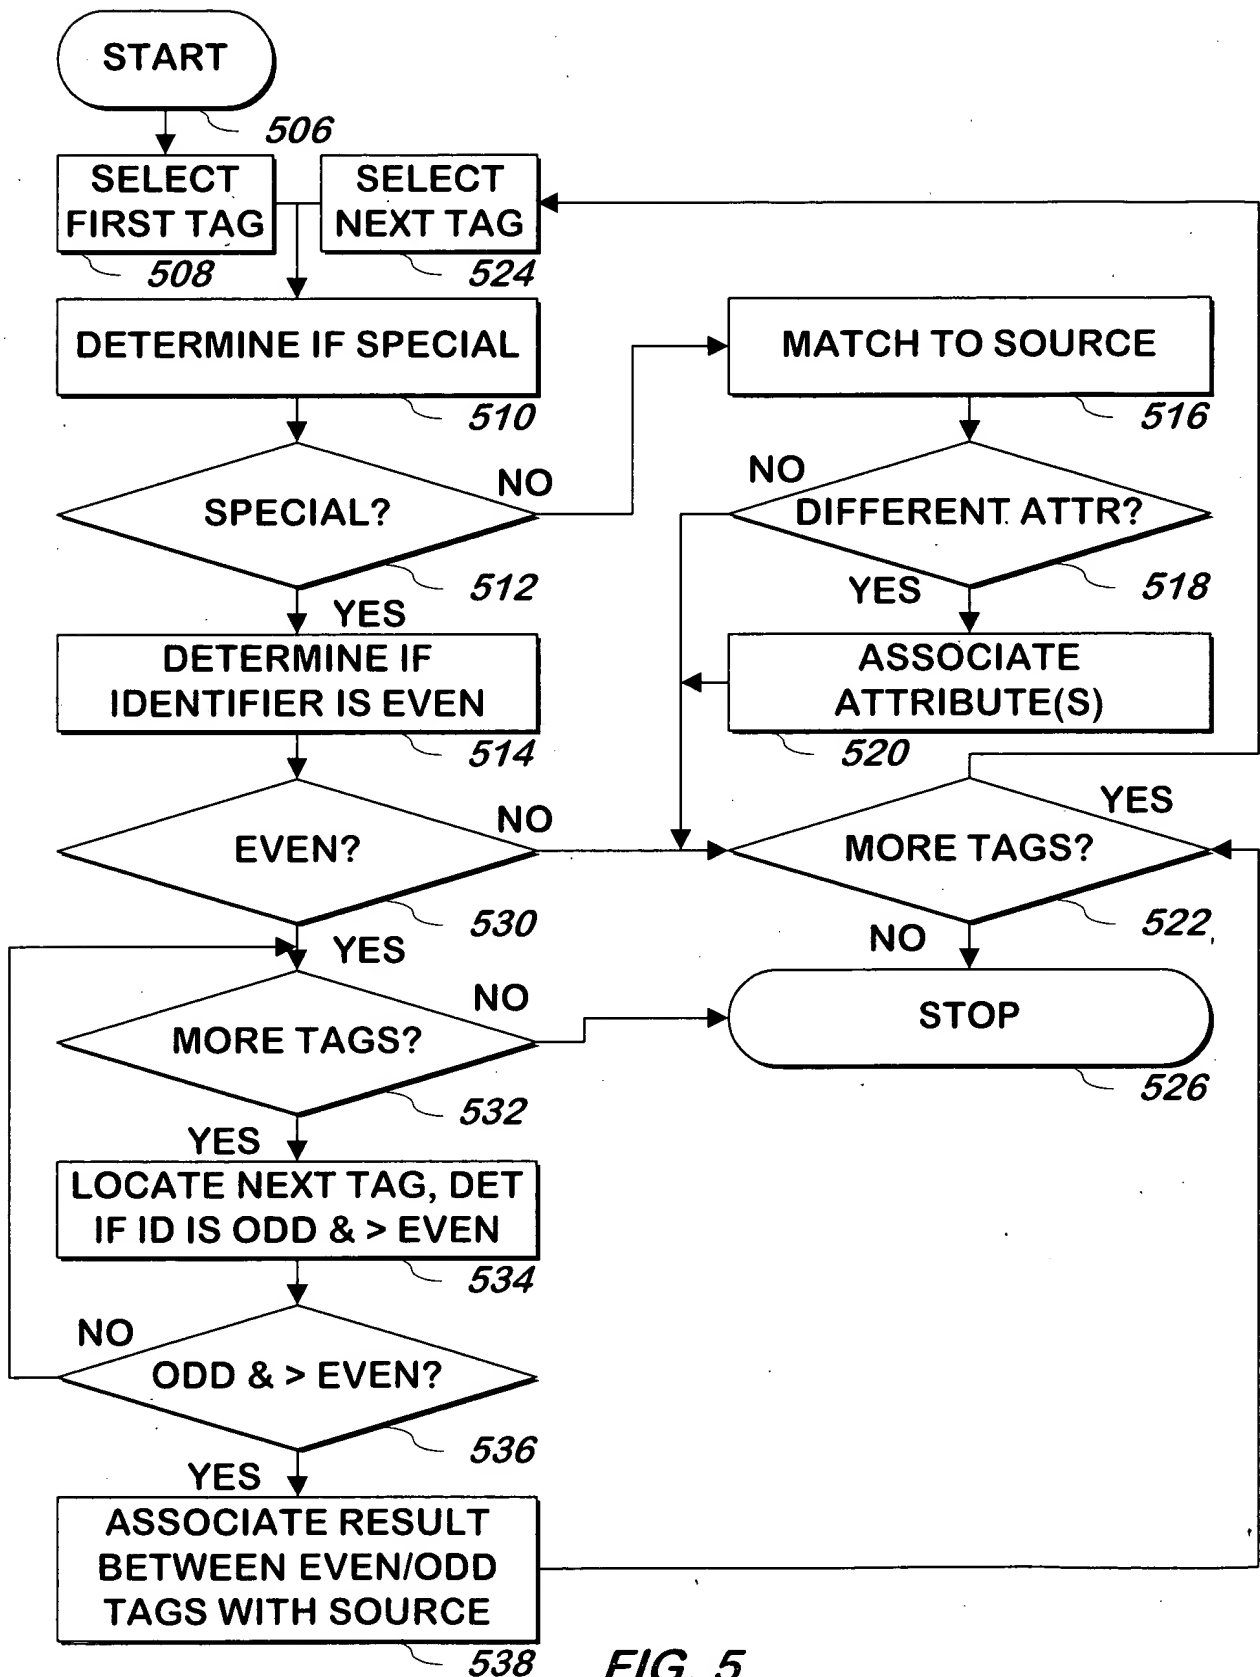 START
506
SELECT
FIRST TAG
508
SELECT
NEXT TAG
524
DETERMINE IF SPECIAL
510
MATCH TO SOURCE
516
SPECIAL?
NO
512
YES
NO
DIFFERENT ATTR?
518
YES
DETERMINE IF
IDENTIFIER IS EVEN
514
ASSOCIATE
ATTRIBUTE(S)
520
EVEN?
NO
530
YES
MORE TAGS?
YES
522
NO
MORE TAGS?
NO
532
YES
STOP
526
LOCATE NEXT TAG, DET
IF ID IS ODD & > EVEN
534
NO
ODD & > EVEN?
536
YES
ASSOCIATE RESULT
BETWEEN EVEN/ODD
TAGS WITH SOURCE
538
FIG. 5